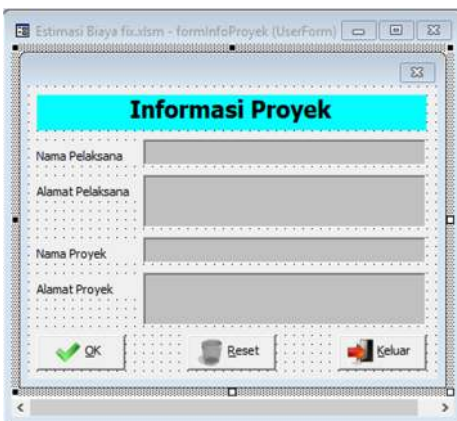 Estimasi Biaya fix.xlsm - formInfoProyek (UserForm)
Informasi Proyek
Nama Pelaksana
Alamat Pelaksana
Nama Proyek
Alamat Proyek
OK Reset Keluar